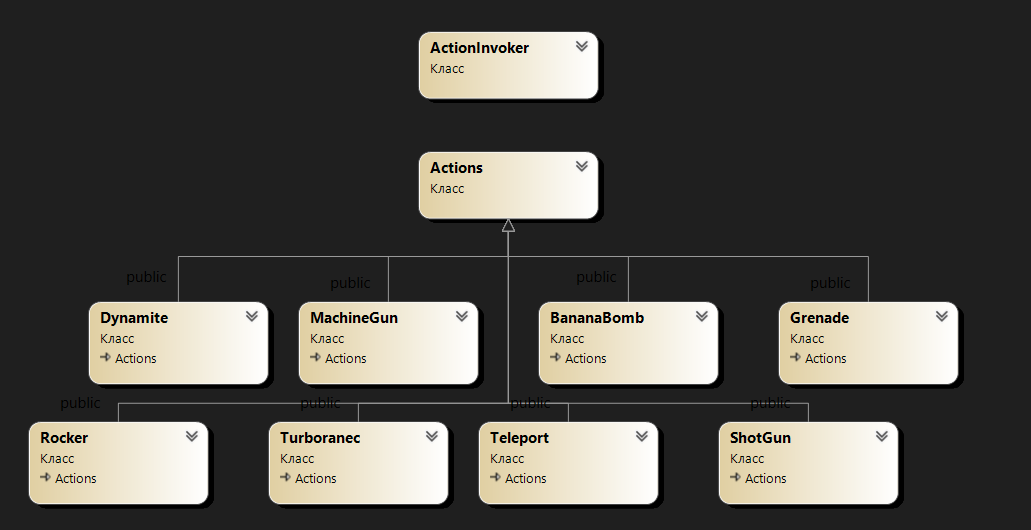 ActionInvoker
Класс
Actions
Класс
public
public
public
public
Dynamite
Класс
Actions
MachineGun
Класс
Actions
BananaBomb
Класс
Actions
Grenade
Класс
Actions
public
public
public
public
Rocker
Класс
Actions
Turboranec
Класс
Actions
Teleport
Класс
Actions
ShotGun
Класс
Actions